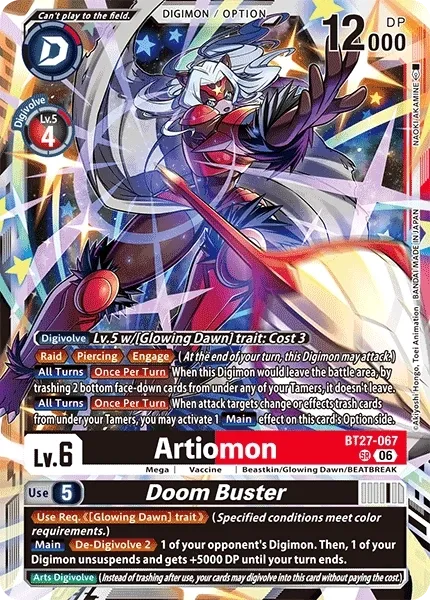 Can't play to the field.
DIGIMON / OPTION
12000 DP
D
Digivolve
Lv.5
4
NAOKI AKAMINE
©Akiyoshi Hongo, Toei Animation BANDAI MADE IN JAPAN
Digivolve Lv.5 w/[Glowing Dawn] trait: Cost 3
Raid Piercing Engage (At the end of your turn, this Digimon may attack.)
All Turns Once Per Turn When this Digimon would leave the battle area, by
trashing 2 bottom face-down cards from under any of your Tamers, it doesn't leave.
All Turns Once Per Turn When attack targets change or effects trash cards
from under your Tamers, you may activate 1 Main effect on this card's Option side.
Lv.6
Artiomon
BT27-067
SR 06
Mega | Vaccine | Beastkin/Glowing Dawn/BEATBREAK
Use 5
Doom Buster
Use Req.《[Glowing Dawn] trait》 (Specified conditions meet color
requirements.)
Main De-Digivolve 2 1 of your opponent's Digimon. Then, 1 of your
Digimon unsuspends and gets +5000 DP until your turn ends.
Arts Digivolve (Instead of trashing after use, your cards may digivolve into this card without paying the cost.)